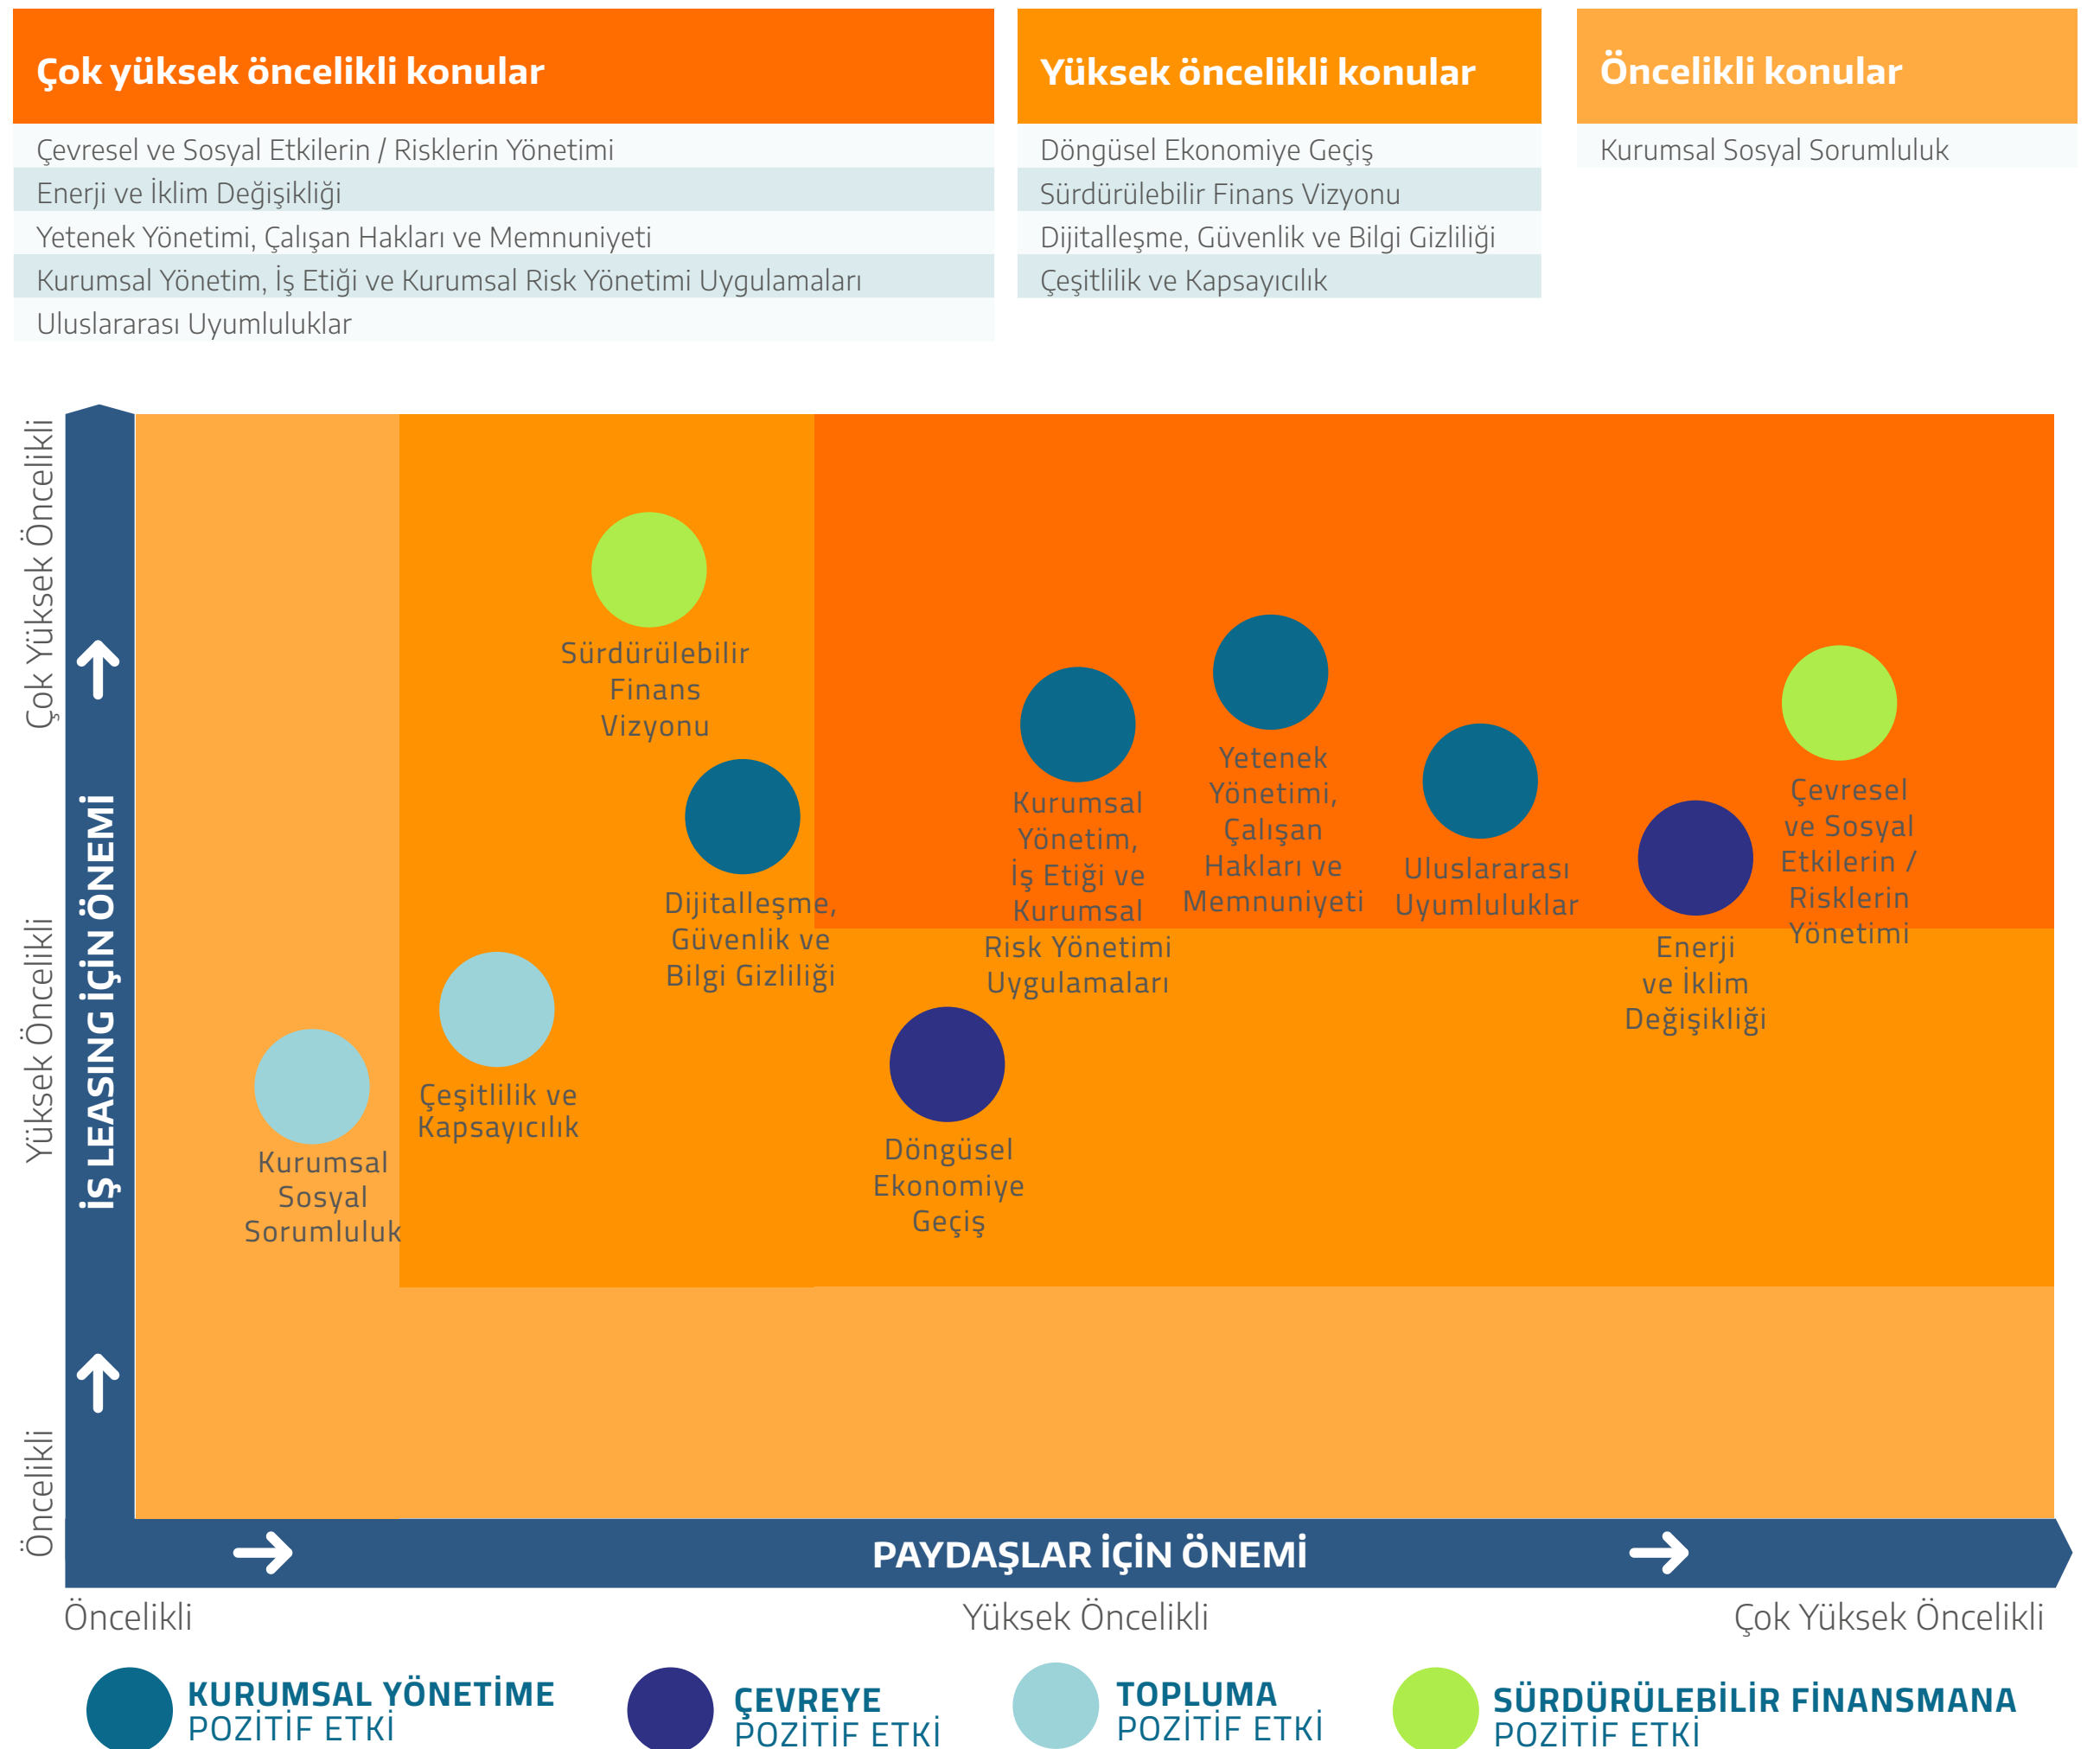 Çok yüksek öncelikli konular
Çevresel ve Sosyal Etkilerin / Risklerin Yönetimi
Enerji ve İklim Değişikliği
Yetenek Yönetimi, Çalışan Hakları ve Memnuniyeti
Kurumsal Yönetim, İş Etiği ve Kurumsal Risk Yönetimi Uygulamaları
Uluslararası Uyumluluklar
Yüksek öncelikli konular
Döngüsel Ekonomiye Geçiş
Sürdürülebilir Finans Vizyonu
Dijitalleşme, Güvenlik ve Bilgi Gizliliği
Çeşitlilik ve Kapsayıcılık
Öncelikli konular
Kurumsal Sosyal Sorumluluk
Çok Yüksek Öncelikli
Yüksek Öncelikli
Öncelikli
İŞ LEASING İÇİN ÖNEMİ
Sürdürülebilir
Finans
Vizyonu
Dijitalleşme,
Güvenlik ve
Bilgi Gizliliği
Kurumsal
Yönetim,
İş Etiği ve
Kurumsal
Risk Yönetimi
Uygulamaları
Yetenek
Yönetimi,
Çalışan
Hakları ve
Memnuniyeti
Uluslararası
Uyumluluklar
Enerji
ve İklim
Değişikliği
Çevresel
ve Sosyal
Etkilerin /
Risklerin
Yönetimi
Kurumsal
Sosyal
Sorumluluk
Çeşitlilik ve
Kapsayıcılık
Döngüsel
Ekonomiye
Geçiş
PAYDAŞLAR İÇİN ÖNEMİ
Öncelikli
Yüksek Öncelikli
Çok Yüksek Öncelikli
KURUMSAL YÖNETİME
POZİTİF ETKİ
ÇEVREYE
POZİTİF ETKİ
TOPLUMA
POZİTİF ETKİ
SÜRDÜRÜLEBİLİR FİNANSMANA
POZİTİF ETKİ